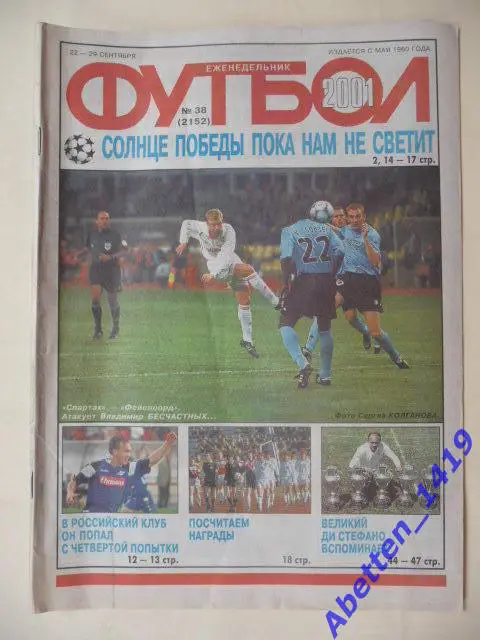 22 — 29 СЕНТЯБРЯ
ИЗДАЕТСЯ С МАЯ 1960 ГОДА
ЕЖЕНЕДЕЛЬНИК
ФУТБОЛ
2001
№ 38
(2152)
СОЛНЦЕ ПОБЕДЫ ПОКА НАМ НЕ СВЕТИТ
2, 14 — 17 стр.
22
«Спартак» — «Фейеноорд».
Атакует Владимир БЕСЧАСТНЫХ...
Фото Сергея КОЛГАНОВА
В РОССИЙСКИЙ КЛУБ
ОН ПОПАЛ
С ЧЕТВЕРТОЙ ПОПЫТКИ
12 — 13 стр.
ПОСЧИТАЕМ
НАГРАДЫ
18 стр.
ВЕЛИКИЙ
ДИ СТЕФАНО
ВСПОМИНАЕТ
44 — 47 стр.
Abetten_1419